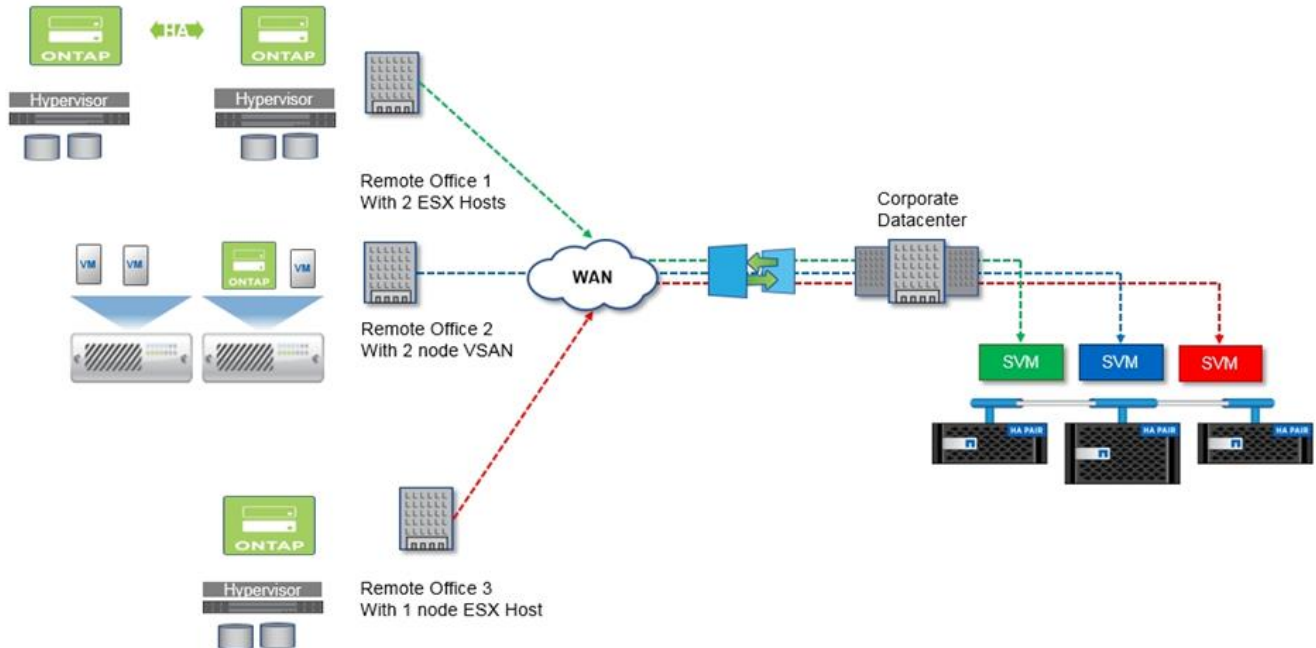 HA
ONTAP
ONTAP
Hypervisor
Hypervisor
Remote Office 1
With 2 ESX Hosts
VM
VM
ONTAP
VM
Remote Office 2
With 2 node VSAN
WAN
Corporate
Datacenter
SVM
SVM
SVM
HA PAIR
HA PAIR
HA PAIR
ONTAP
Hypervisor
Remote Office 3
With 1 node ESX Host